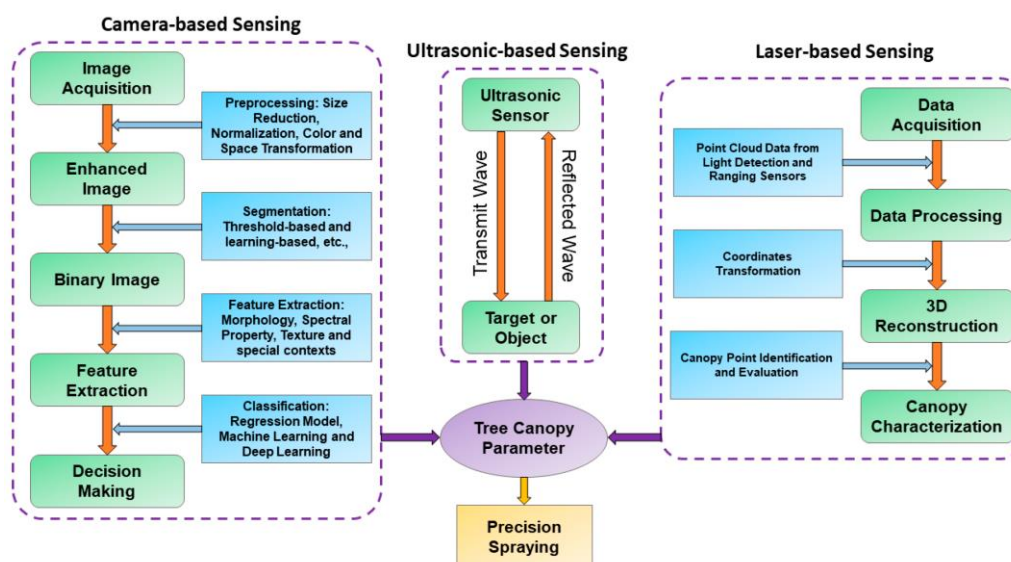 Camera-based Sensing
Image
Acquisition
Preprocessing: Size
Reduction,
Normalization, Color and
Space Transformation
Enhanced
Image
Segmentation:
Threshold-based and
learning-based, etc.,
Binary Image
Feature Extraction:
Morphology, Spectral
Property, Texture and
special contexts
Feature
Extraction
Classification:
Regression Model,
Machine Learning and
Deep Learning
Decision
Making
Ultrasonic-based Sensing
Ultrasonic
Sensor
Transmit Wave
Reflected Wave
Target or
Object
Laser-based Sensing
Data
Acquisition
Point Cloud Data from
Light Detection and
Ranging Sensors
Data Processing
Coordinates
Transformation
3D
Reconstruction
Canopy Point Identification
and Evaluation
Canopy
Characterization
Tree Canopy
Parameter
Precision
Spraying